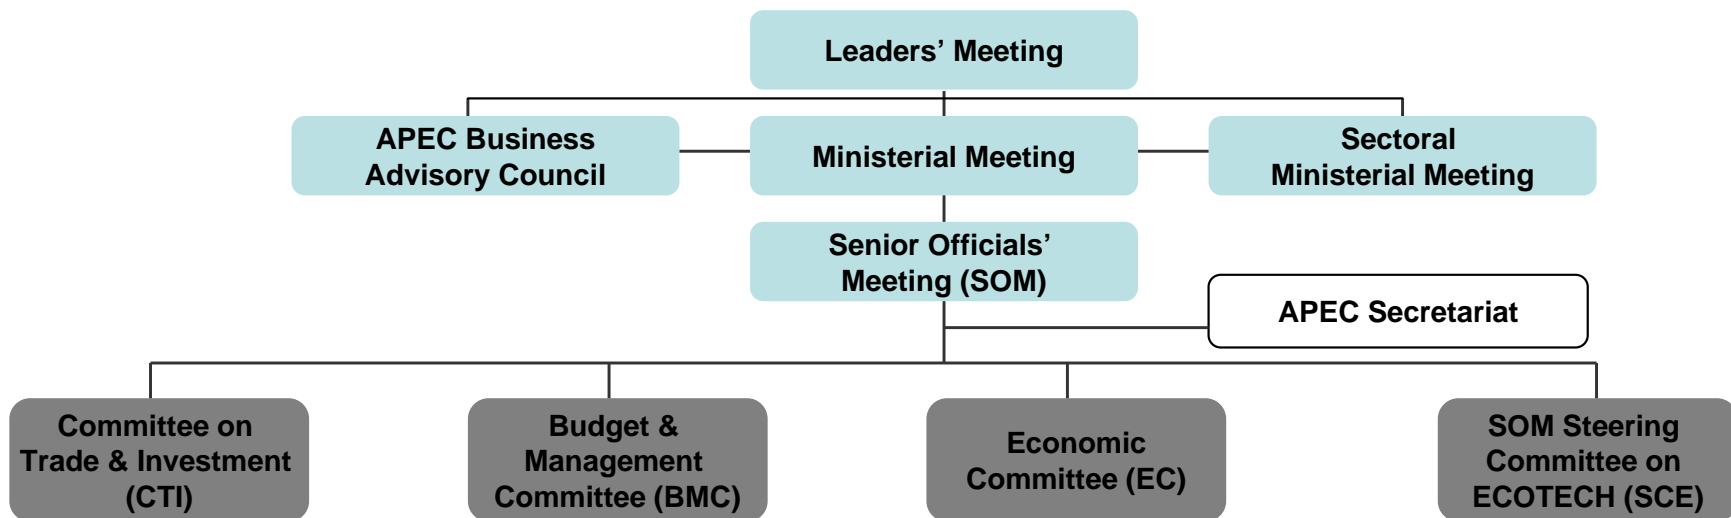 Leaders’ Meeting
APEC Business
Advisory Council
Ministerial Meeting
Sectoral
Ministerial Meeting
Senior Officials’
Meeting (SOM)
APEC Secretariat
Committee on
Trade & Investment
(CTI)
Budget &
Management
Committee (BMC)
Economic
Committee (EC)
SOM Steering
Committee on
ECOTECH (SCE)